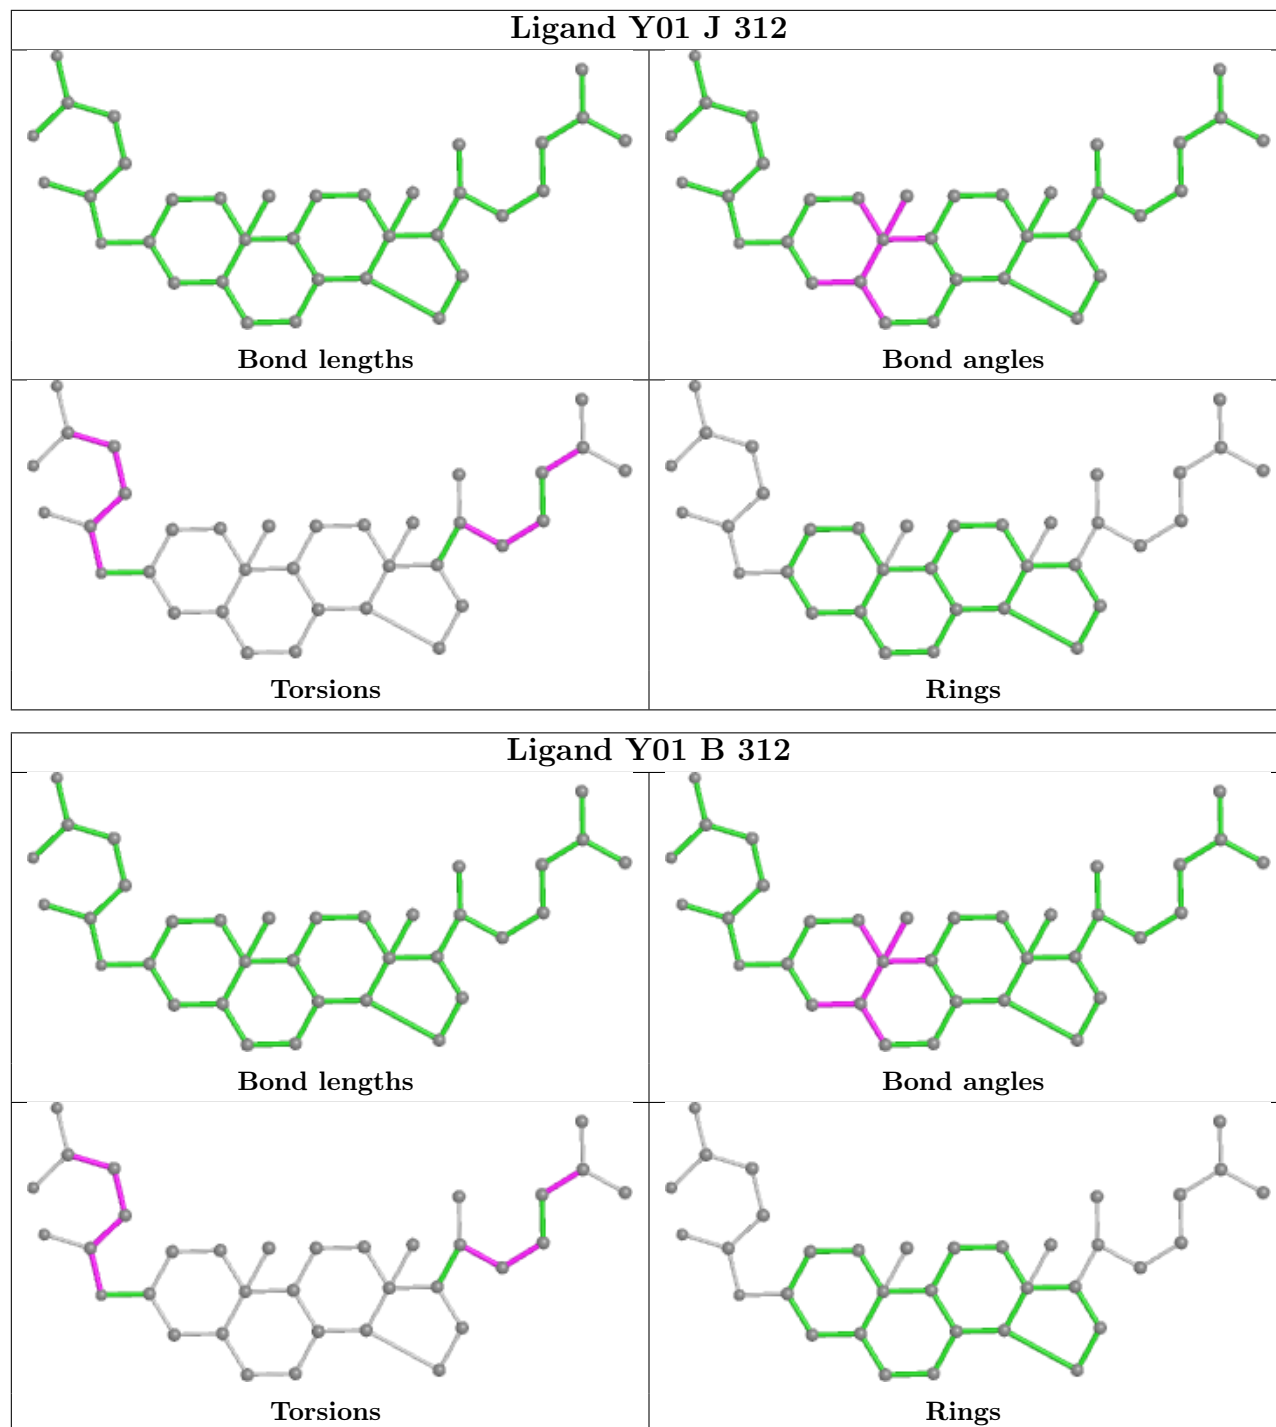 Ligand Y01 J 312
Bond lengths
Bond angles
Torsions
Rings
Ligand Y01 B 312
Bond lengths
Bond angles
Torsions
Rings